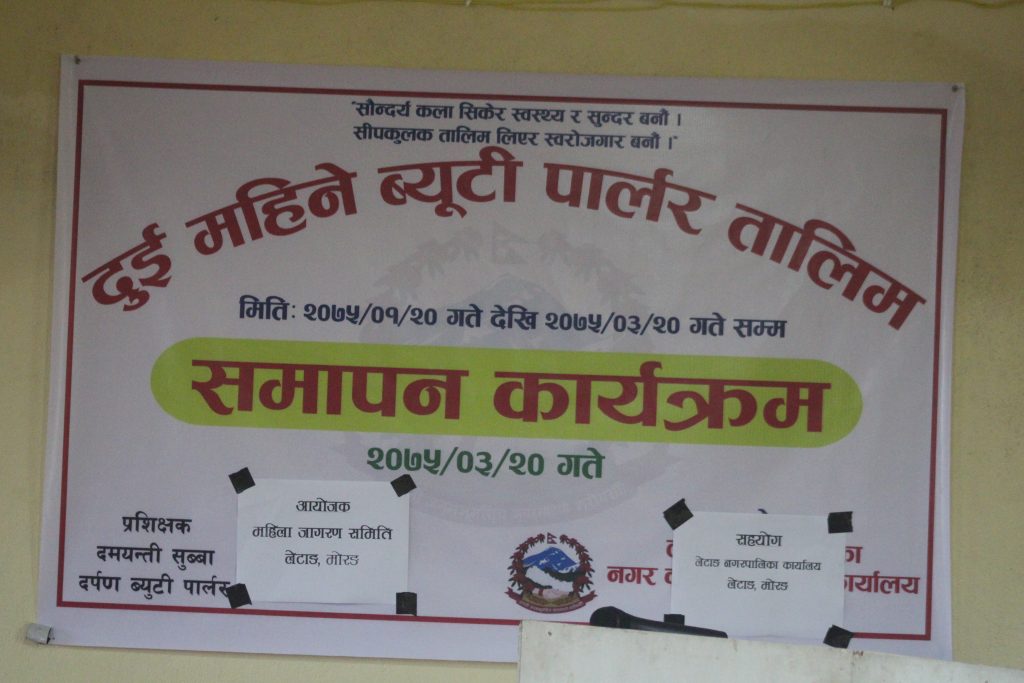 "सौन्दर्य कला सिकेर स्वस्थ्य र सुन्दर बनौ ।
सीपकुलक तालिम लिएर स्वरोजगार बनौ ।"
दुई महिने ब्यूटी पार्लर तालिम
मितिः २०७५/०१/२० गते देखि २०७५/०३/२० गते सम्म
समापन कार्यक्रम
२०७५/०३/२० गते
प्रशिक्षक
दमयन्ती सुब्बा
दर्पण ब्युटी पार्लर
आयोजक
महिला जागरण समिति
लेटाङ, मोरङ
सहयोग
लेटाङ नगरपालिका कार्यालय
लेटाङ, मोरङ
नगर कार्यालय